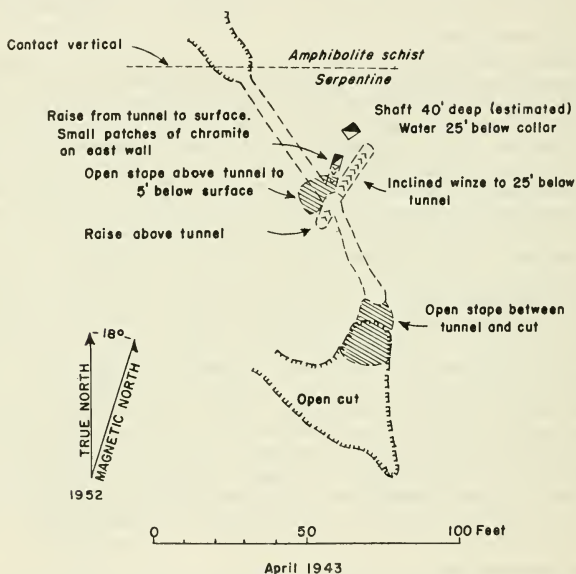 Contact vertical
Amphibolite schist
Serpentine
Raise from tunnel to surface.
Small patches of chromite
on east wall
Shaft 40' deep (estimated)
Water 25' below collar
Open stope above tunnel to
5' below surface
Inclined winze to 25' below
tunnel
Raise above tunnel
Open stope between
tunnel and cut
Open cut
18°
TRUE NORTH
MAGNETIC NORTH
1952
0 50 100 Feet
April 1943